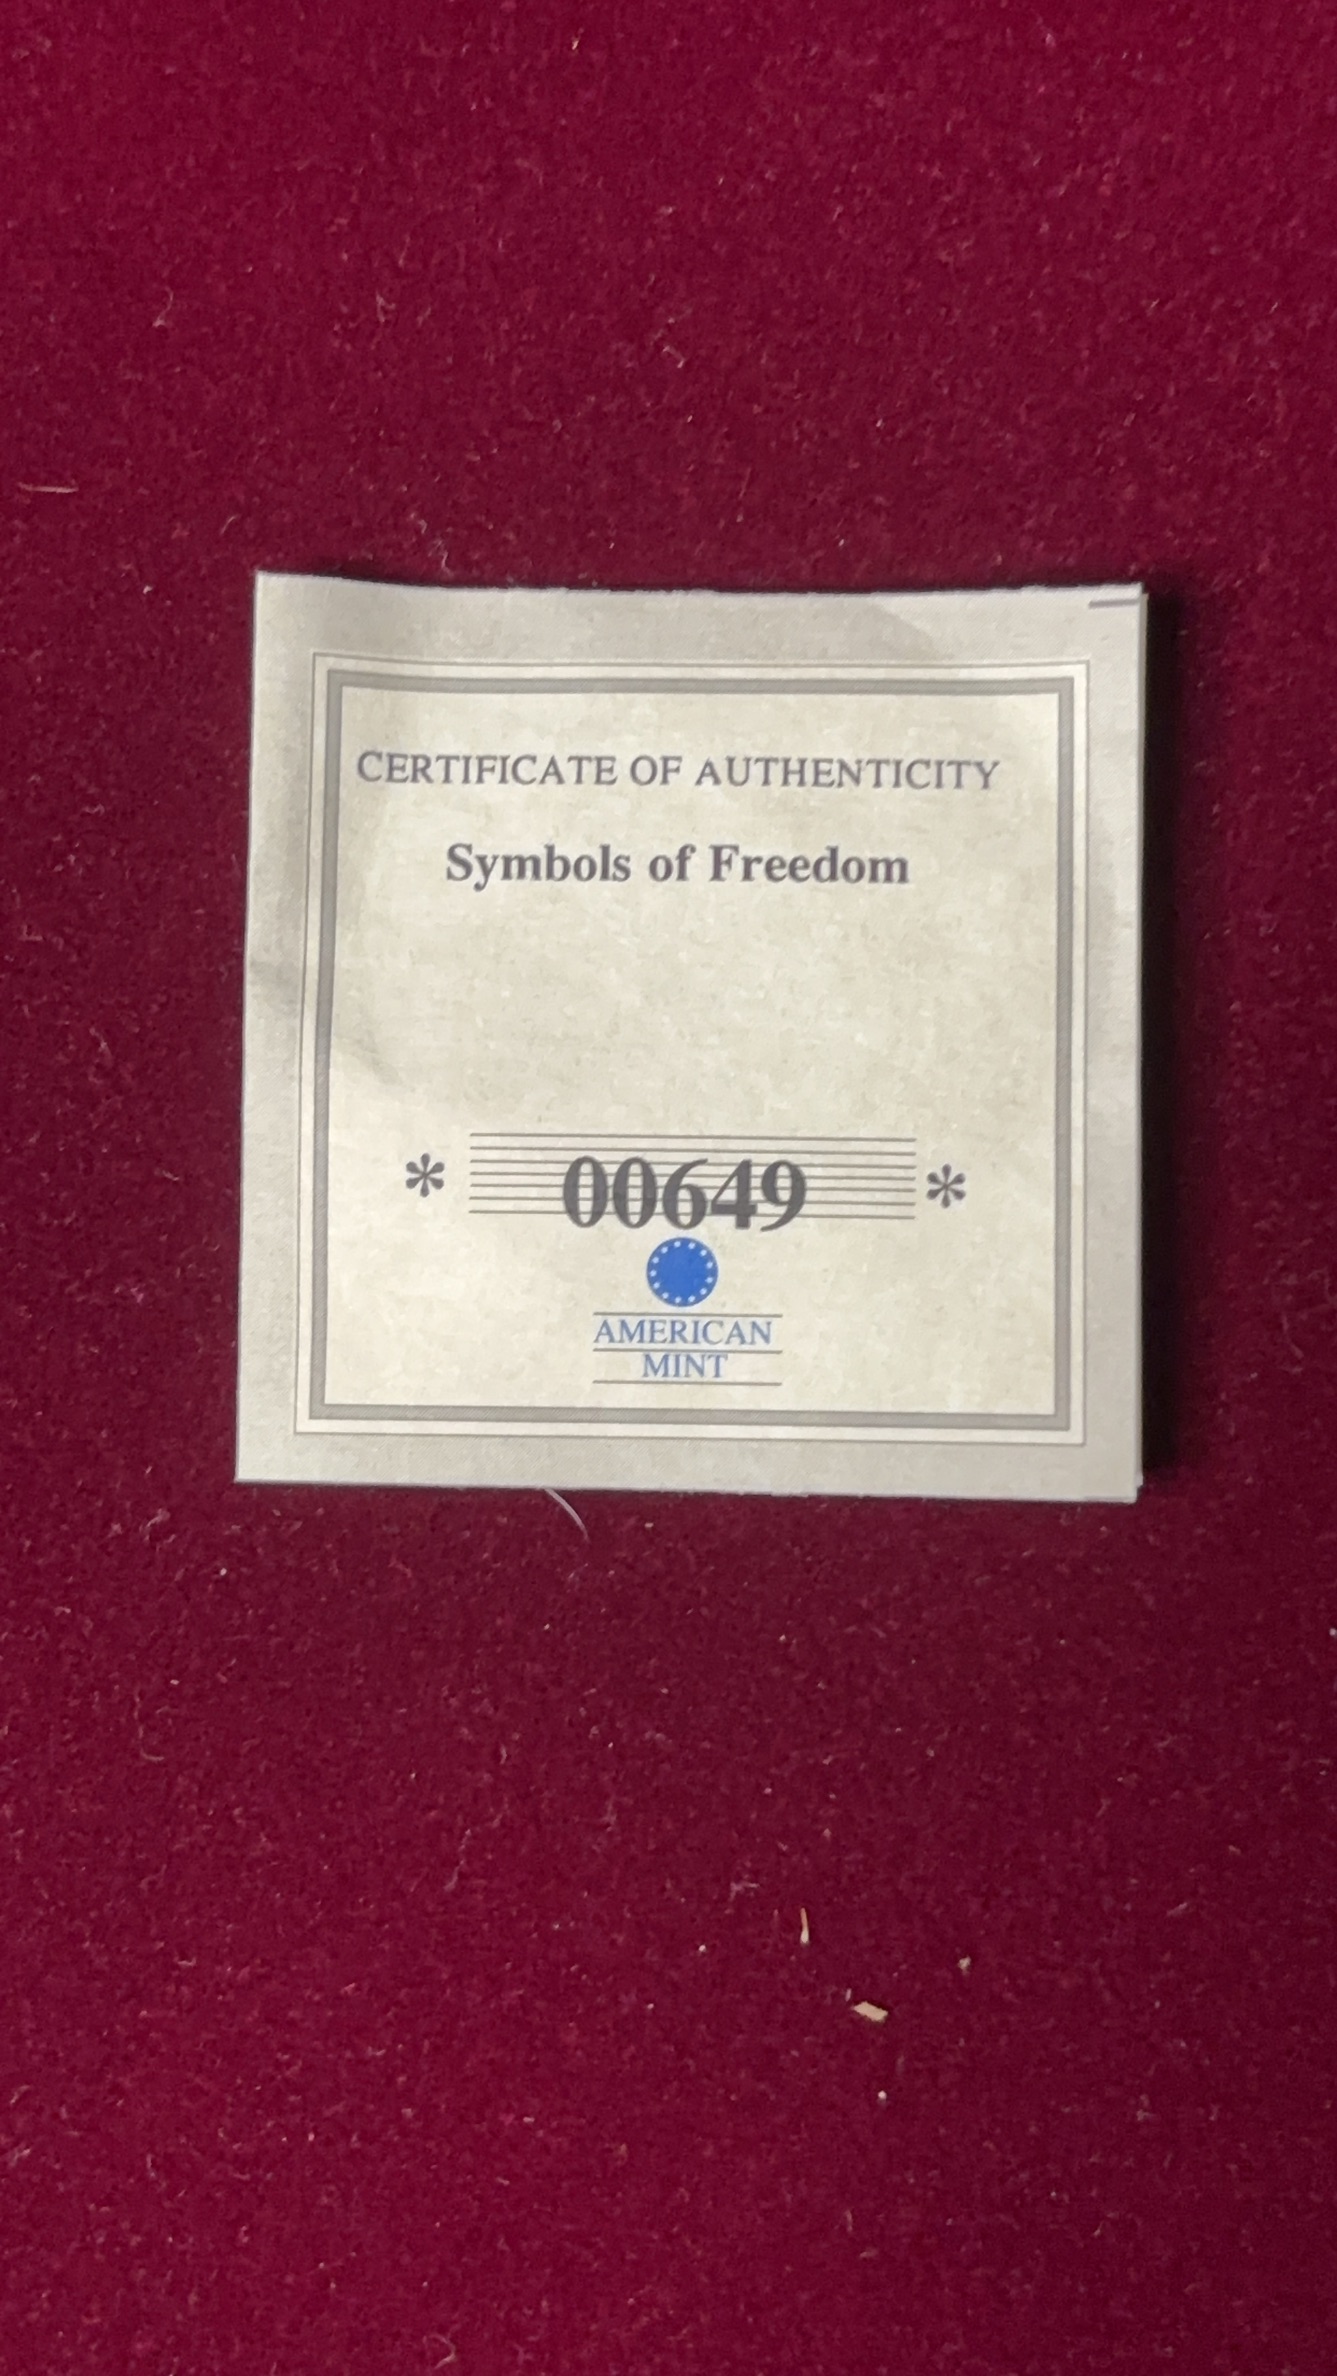 CERTIFICATE OF AUTHENTICITY
Symbols of Freedom
* 00649 *
AMERICAN
MINT